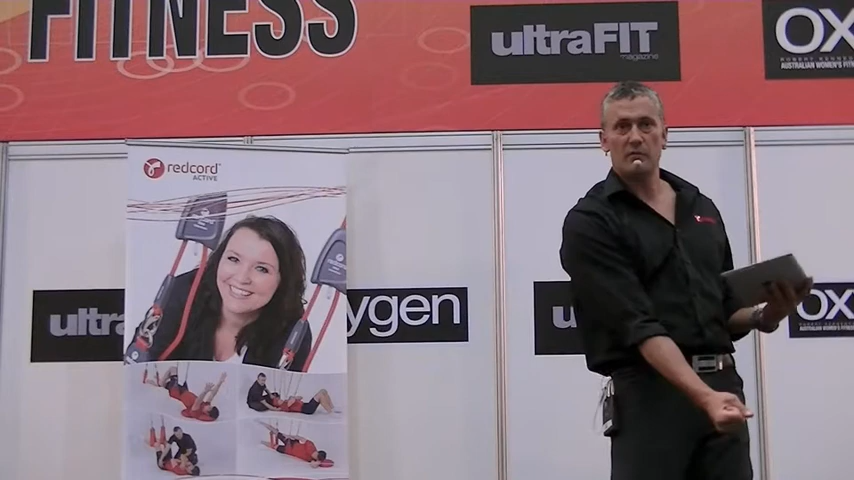 FITNESS
ultraFIT
magazine
OX
AUSTRALIAN WOMEN'S FIT
redcord
ACTIVE
ultra
ygen
u
OX